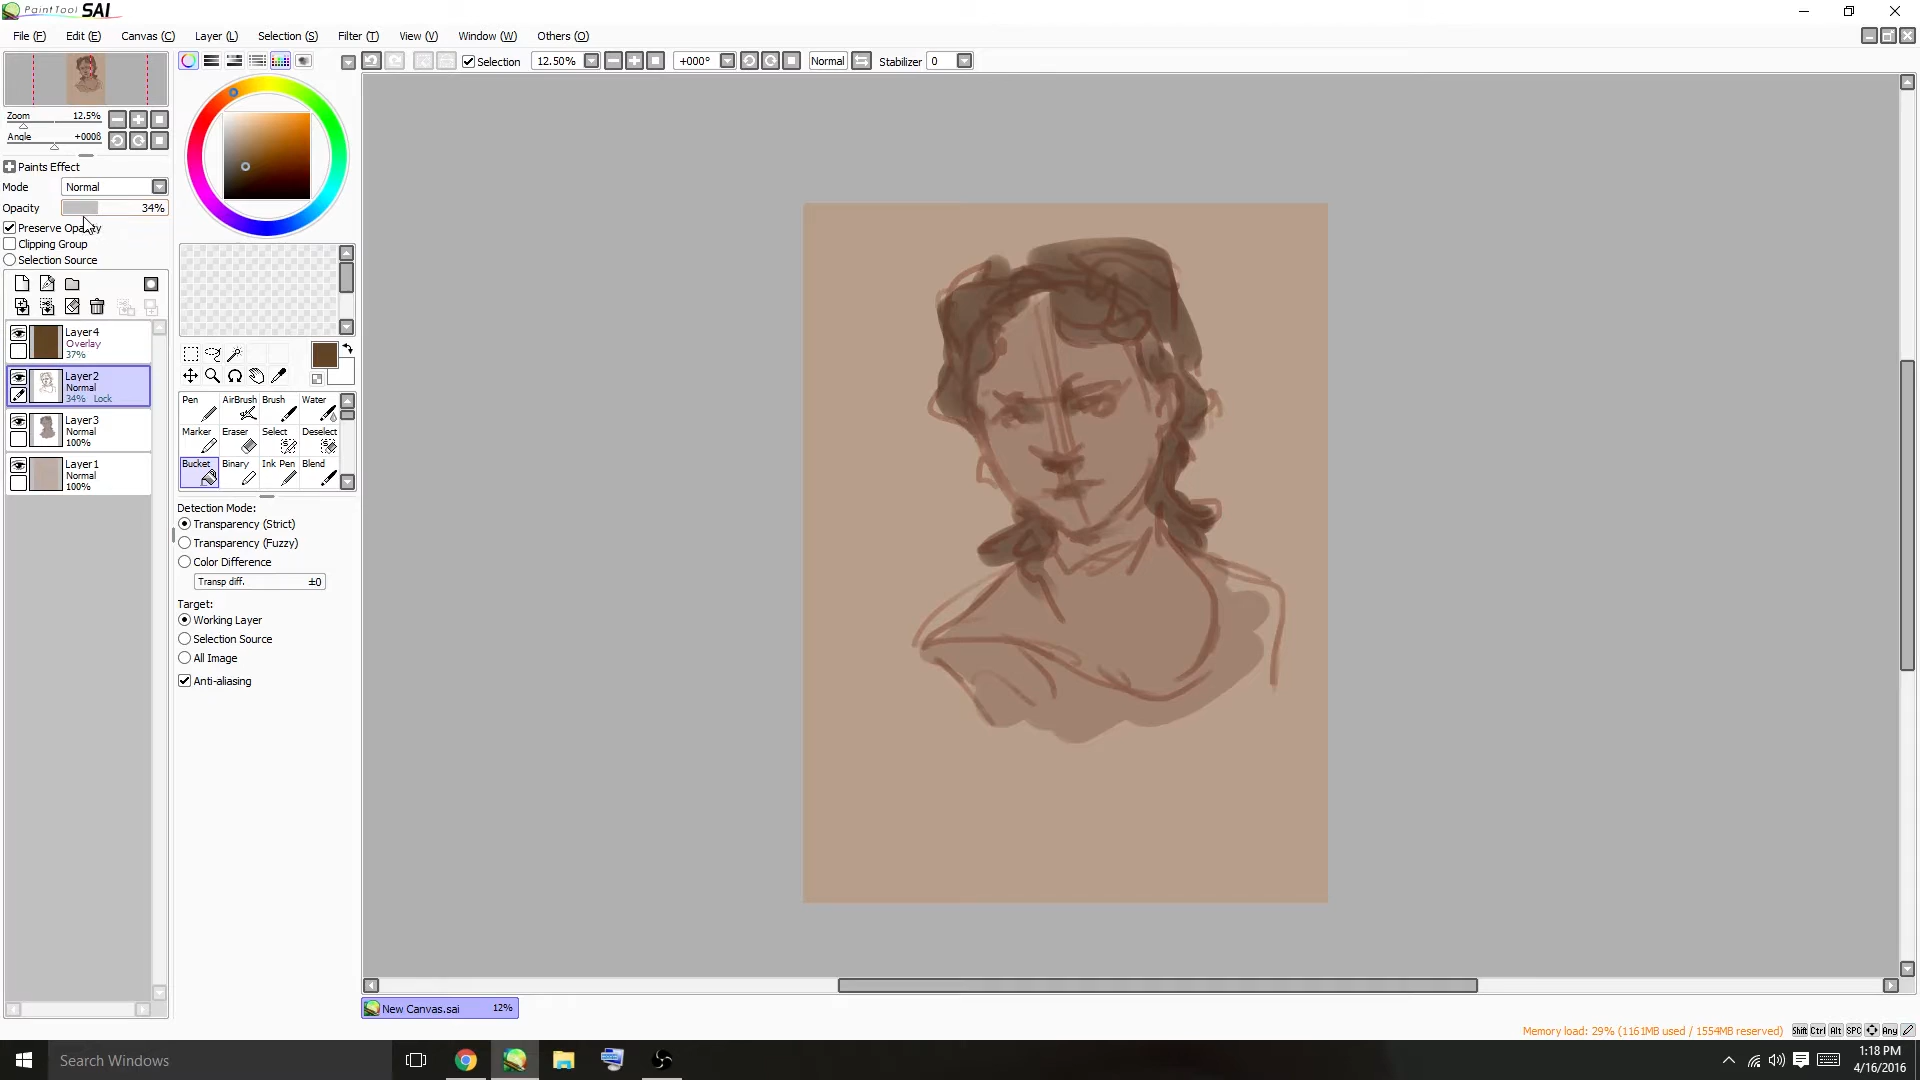 PaintTool SAI
File (F) Edit (E) Canvas (C) Layer (L) Selection (S) Filter (T) View (V) Window (W) Others (O)
Selection 12.50% +000° Normal Stabilizer 0
Zoom 12.5%
Angle +000ß
Paints Effect
Mode Normal
Opacity 34%
Preserve Opacity
Clipping Group
Selection Source
Layer4
Overlay
37%
Layer2
Normal
34% Lock
Layer3
Normal
100%
Layer1
Normal
100%
Pen AirBrush Brush Water
Marker Eraser Select Deselect
Bucket Binary Ink Pen Blend
Detection Mode:
Transparency (Strict)
Transparency (Fuzzy)
Color Difference
Transp diff. ±0
Target:
Working Layer
Selection Source
All Image
Anti-aliasing
New Canvas.sai 12%
Memory load: 29% (1161MB used / 1554MB reserved) Shift Ctrl Alt SPC Any
Search Windows
1:18 PM
4/16/2016